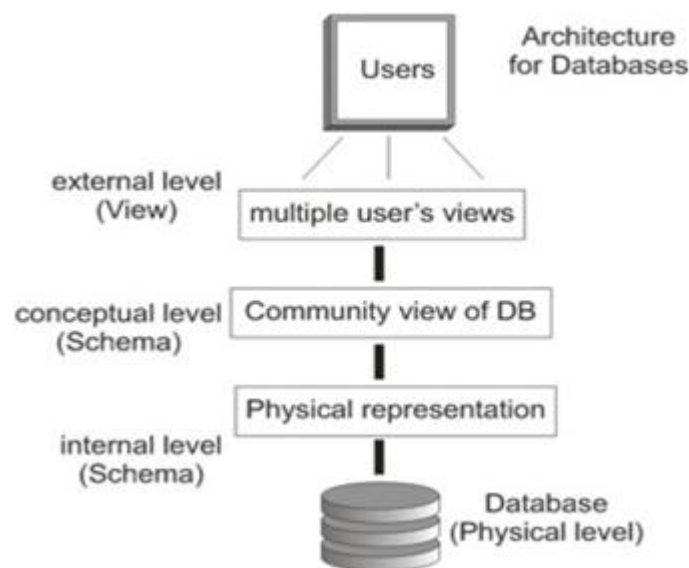 Architecture
for Databases
Users
external level
(View)
multiple user's views
conceptual level
(Schema)
Community view of DB
Physical representation
internal level
(Schema)
Database
(Physical level)